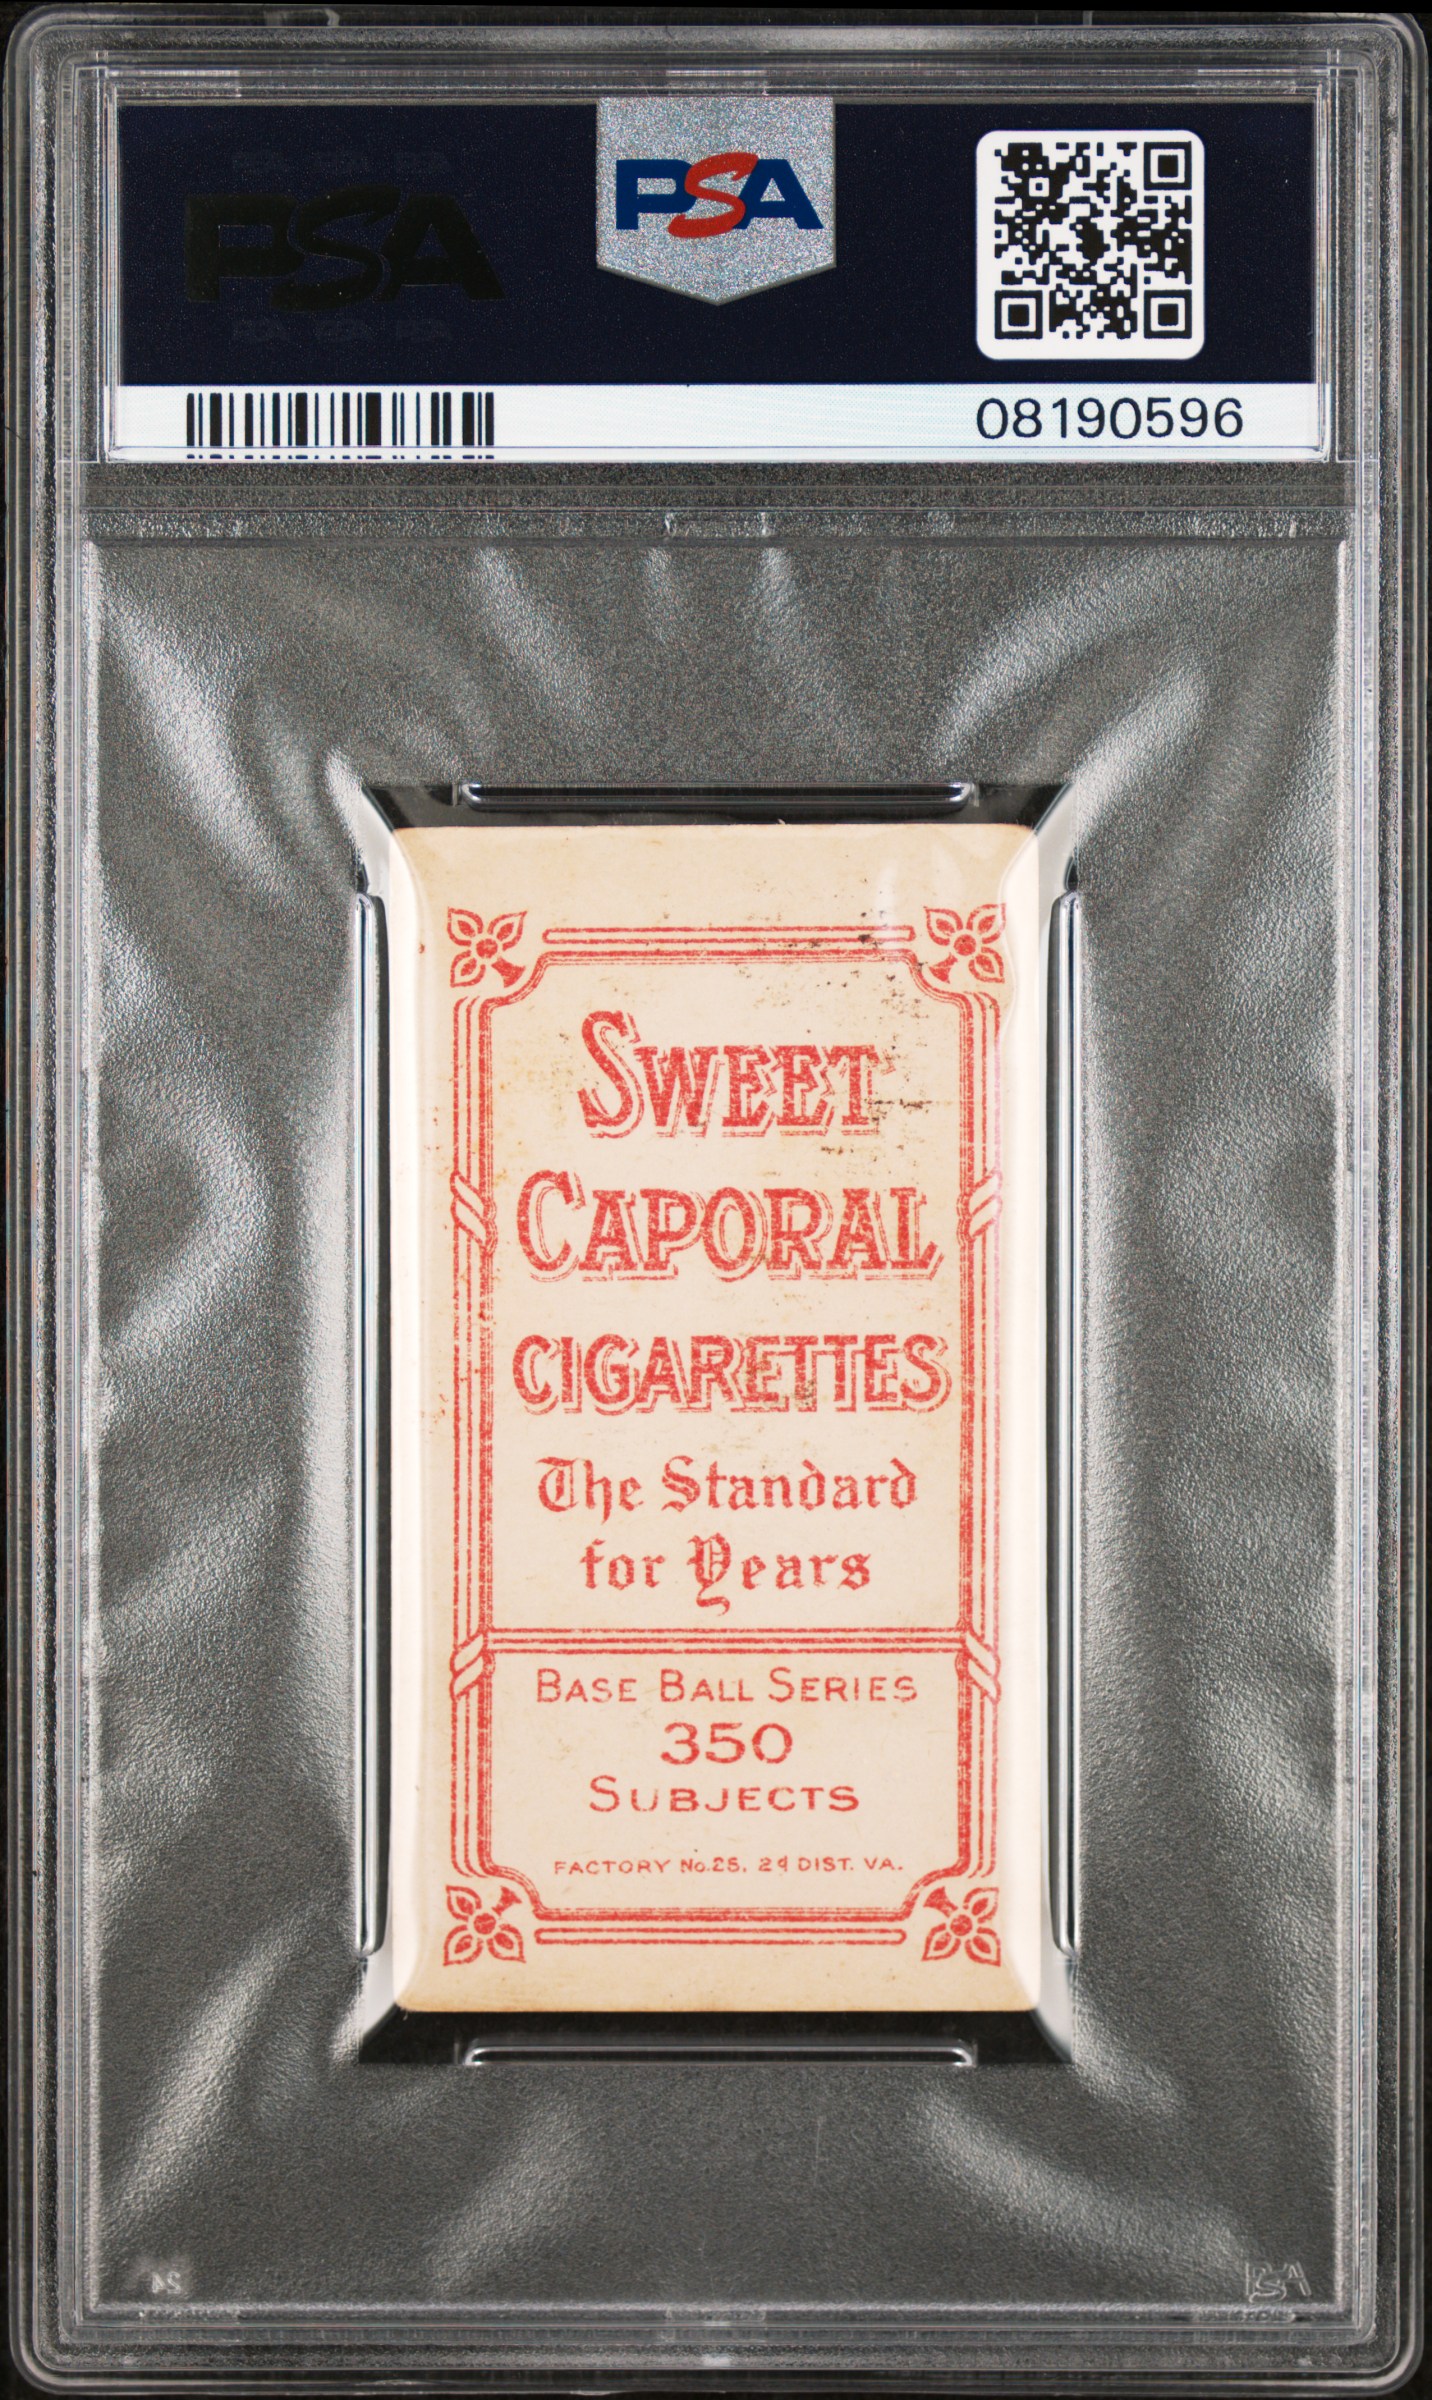 PSA
PSA
08190596
SWEET
CAPORAL
CIGARETTES
The Standard
for Years
BASE BALL SERIES
350
SUBJECTS
FACTORY No. 25, 2d DIST. VA.
PSA